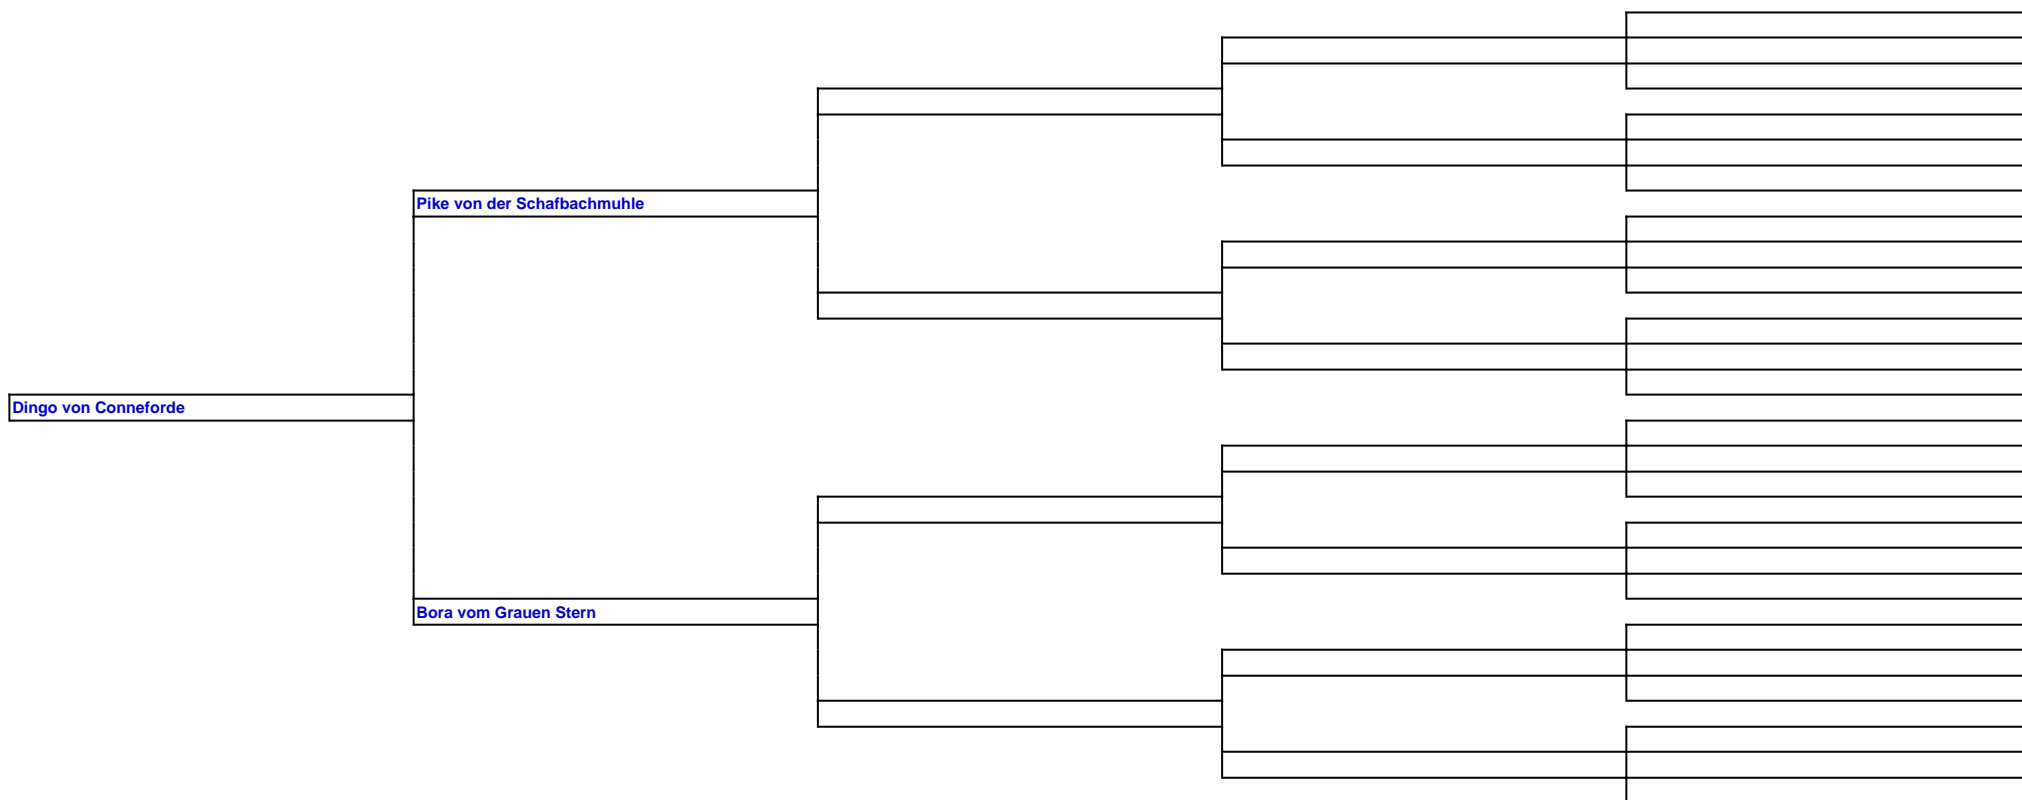 Pike von der Schafbachmuhle
Dingo von Conneforde
Bora vom Grauen Stern